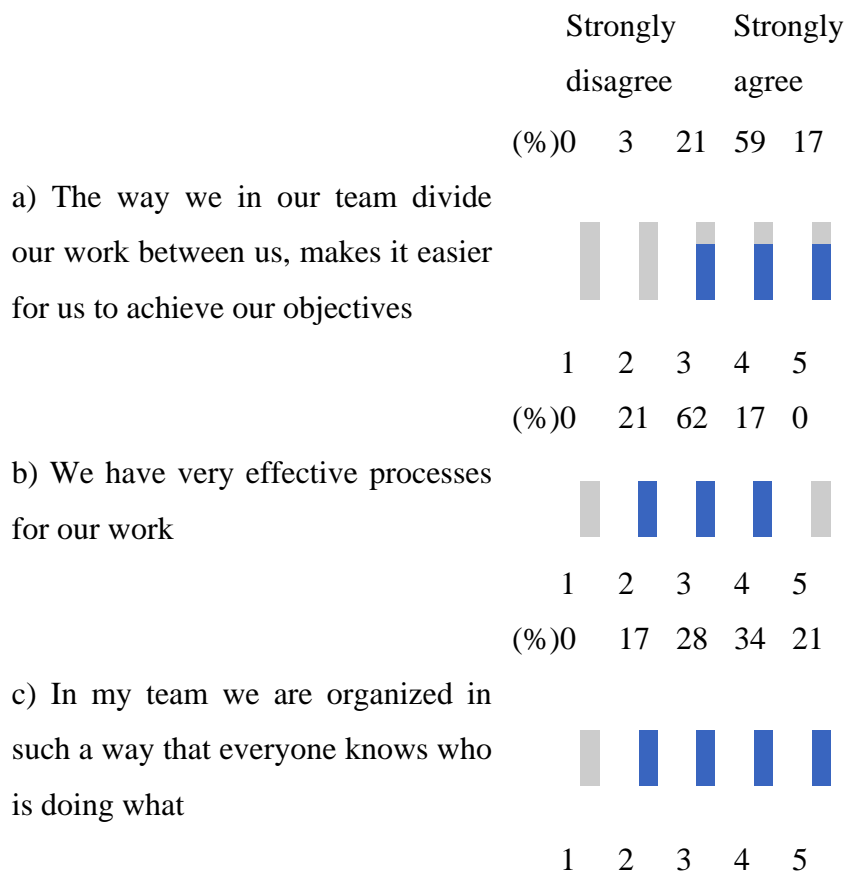 Strongly Strongly
disagree agree
(%)0 3 21 59 17
a) The way we in our team divide
our work between us, makes it easier
for us to achieve our objectives
1 2 3 4 5
(%)0 21 62 17 0
b) We have very effective processes
for our work
1 2 3 4 5
(%)0 17 28 34 21
c) In my team we are organized in
such a way that everyone knows who
is doing what
1 2 3 4 5